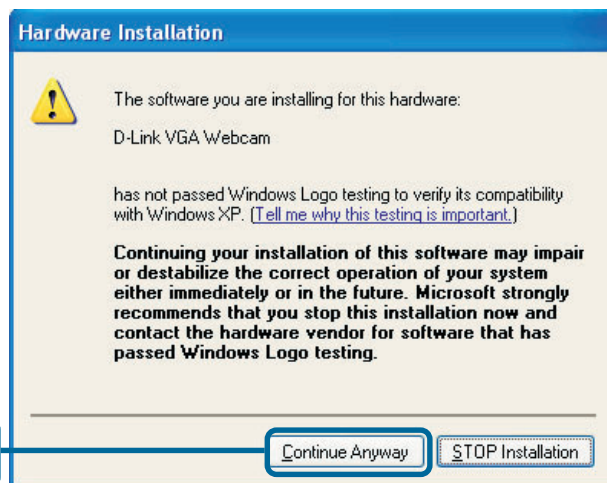 Hardware Installation
The software you are installing for this hardware:
D-Link VGA Webcam
has not passed Windows Logo testing to verify its compatibility
with Windows XP. (Tell me why this testing is important.)
Continuing your installation of this software may impair
or destabilize the correct operation of your system
either immediately or in the future. Microsoft strongly
recommends that you stop this installation now and
contact the hardware vendor for software that has
passed Windows Logo testing.
Continue Anyway
STOP Installation